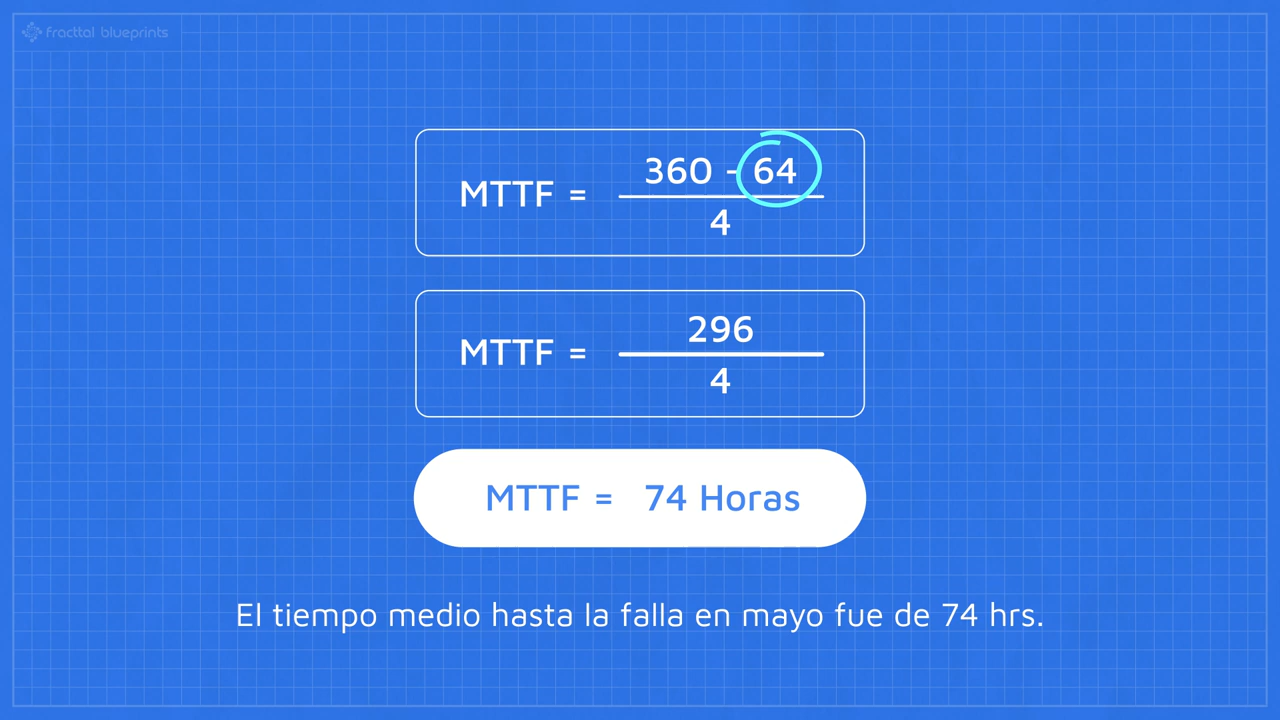 fracttal blueprints
MTTF = 360 - 64
4
MTTF = 296
4
MTTF = 74 Horas
El tiempo medio hasta la falla en mayo fue de 74 hrs.